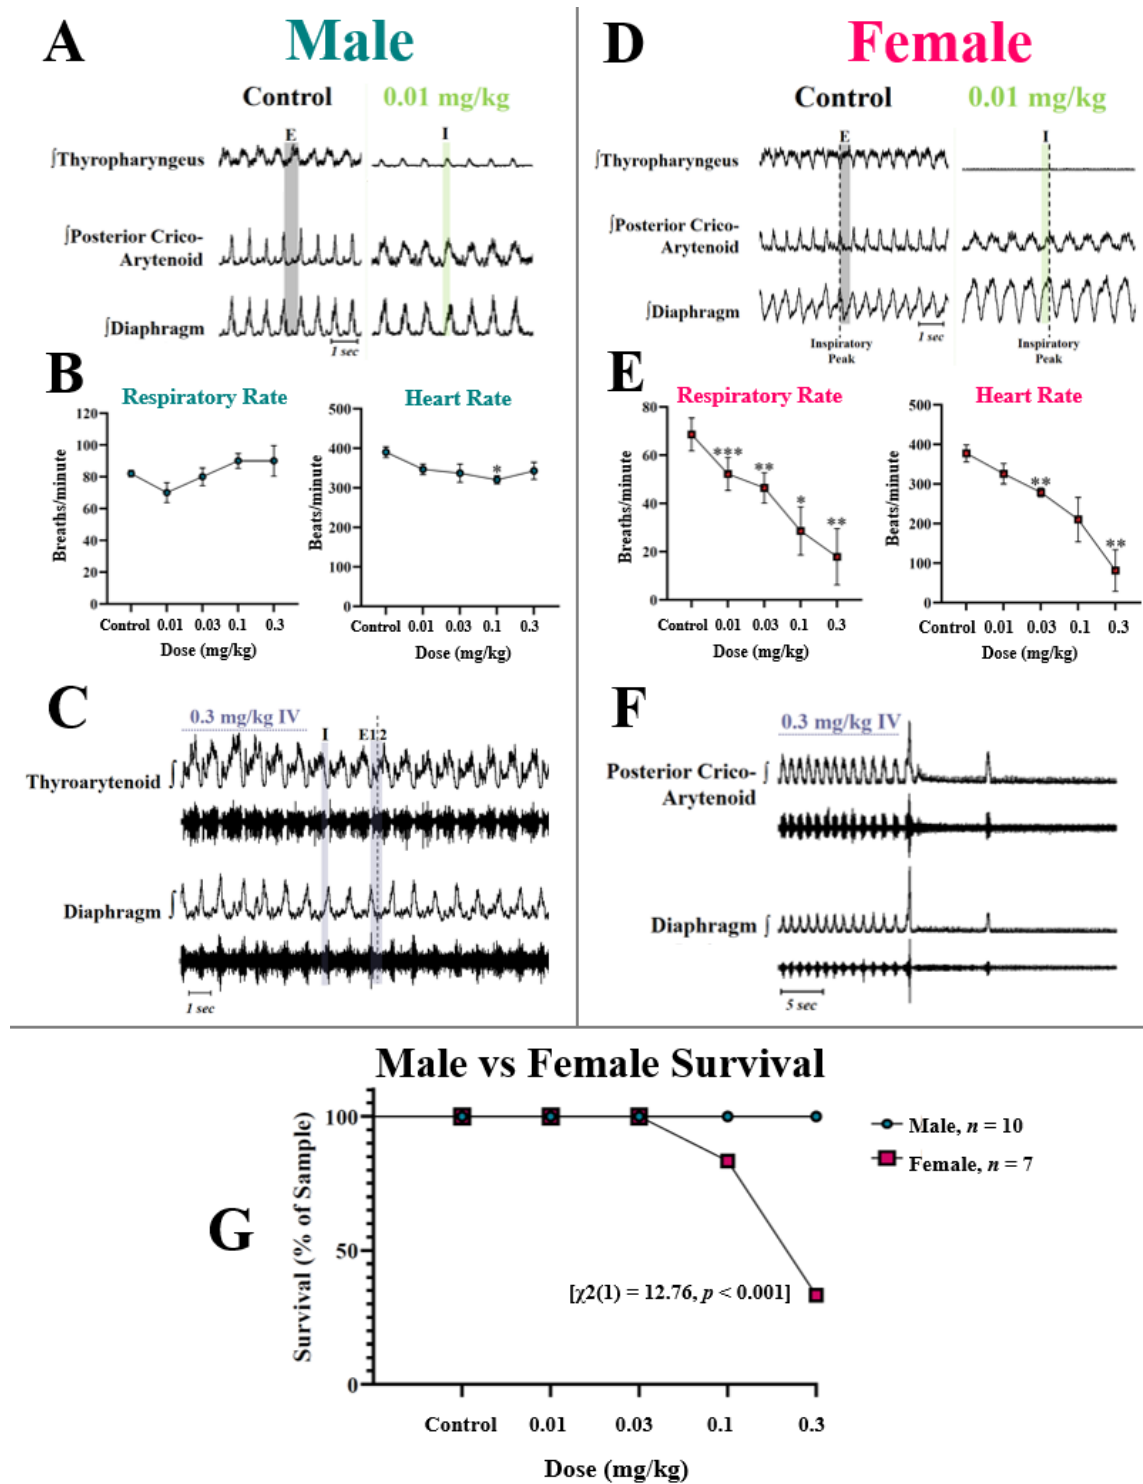 A
Male
Control
0.01 mg/kg
E
I
∫Thyropharyngeus
∫Posterior Crico-
Arytenoid
∫Diaphragm
1 sec
B
Respiratory Rate
Breaths/minute
120
100
80
60
40
20
0
Control 0.01 0.03 0.1 0.3
Dose (mg/kg)
Heart Rate
Beats/minute
500
400
300
200
100
0
*
Control 0.01 0.03 0.1 0.3
Dose (mg/kg)
C
0.3 mg/kg IV
I
E1 2
Thyroarytenoid ∫
Diaphragm ∫
1 sec
D
Female
Control
0.01 mg/kg
E
I
∫Thyropharyngeus
∫Posterior Crico-
Arytenoid
∫Diaphragm
Inspiratory
Peak
1 sec
Inspiratory
Peak
E
Respiratory Rate
Breaths/minute
80
60
40
20
0
***
**
*
**
Control 0.01 0.03 0.1 0.3
Dose (mg/kg)
Heart Rate
Beats/minute
500
400
300
200
100
0
**
**
Control 0.01 0.03 0.1 0.3
Dose (mg/kg)
F
0.3 mg/kg IV
Posterior Crico- ∫
Arytenoid
Diaphragm ∫
5 sec
G
Male vs Female Survival
Survival (% of Sample)
100
50
0
[χ2(1) = 12.76, p < 0.001]
Male, n = 10
Female, n = 7
Control 0.01 0.03 0.1 0.3
Dose (mg/kg)